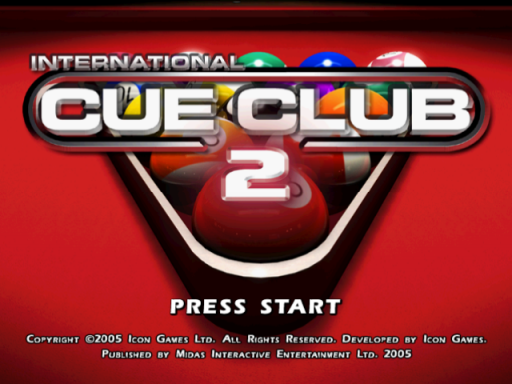 INTERNATIONAL
CUE CLUB
2
PRESS START
COPYRIGHT ©2005 ICON GAMES LTD. ALL RIGHTS RESERVED. DEVELOPED BY ICON GAMES.
PUBLISHED BY MIDAS INTERACTIVE ENTERTAINMENT LTD. 2005